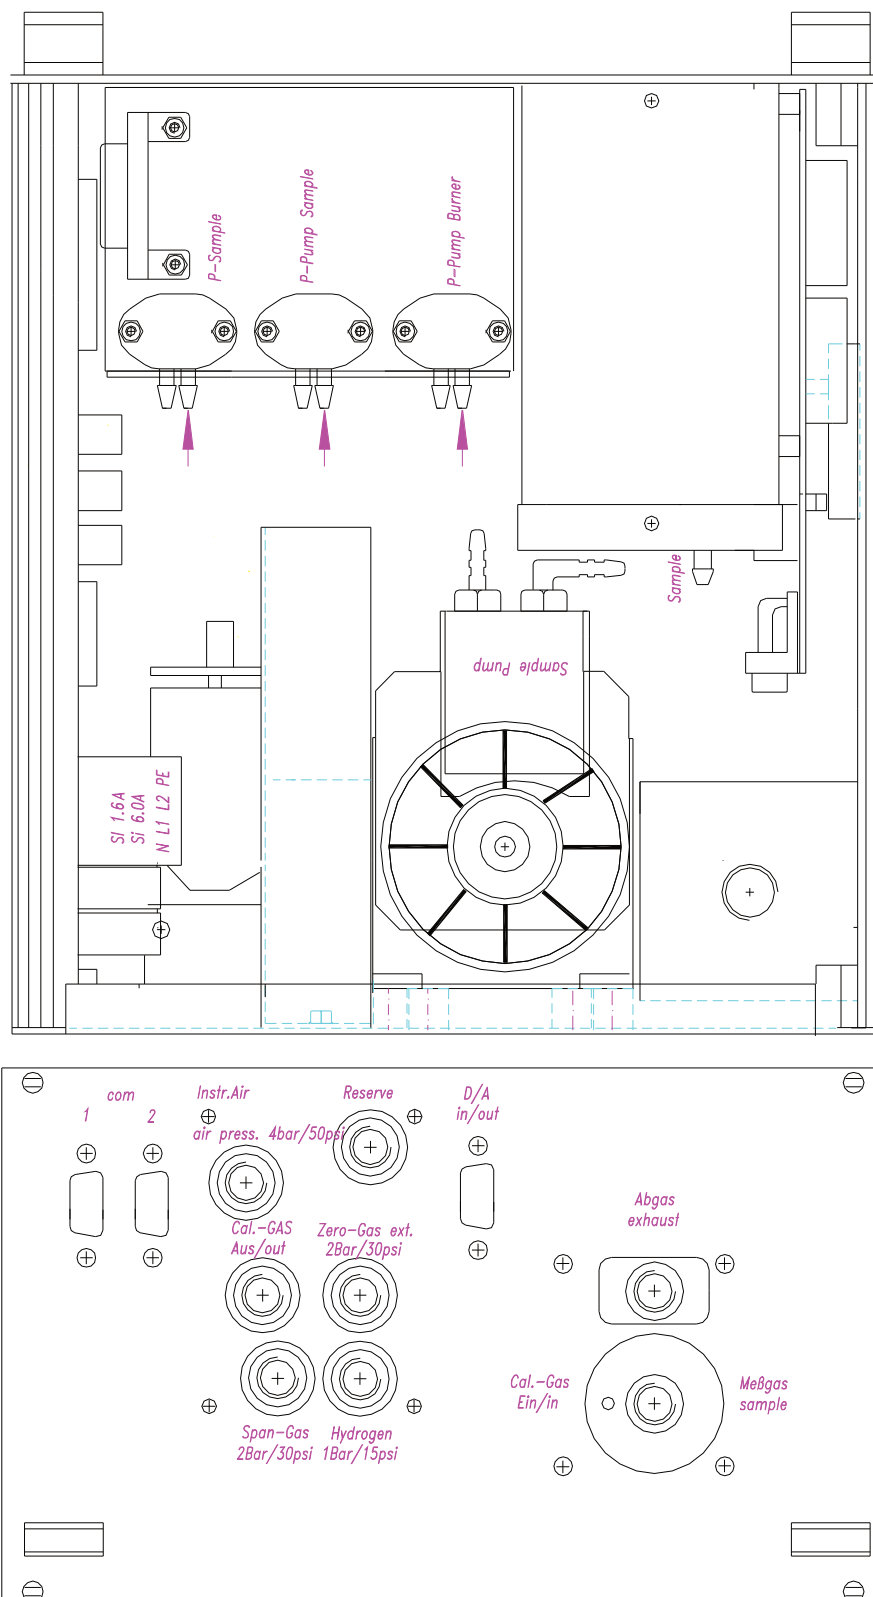 P-Sample
P-Pump Sample
P-Pump Burner
Sample
Sample Pump
SI 1.6A
Si 6.0A
N L1 L2 PE
com
1 2
Instr.Air
air press. 4bar/50psi
Reserve
D/A
in/out
Cal.-GAS
Aus/out
Zero-Gas ext.
2Bar/30psi
Span-Gas
2Bar/30psi
Hydrogen
1Bar/15psi
Abgas
exhaust
Cal.-Gas
Ein/in
Meßgas
sample